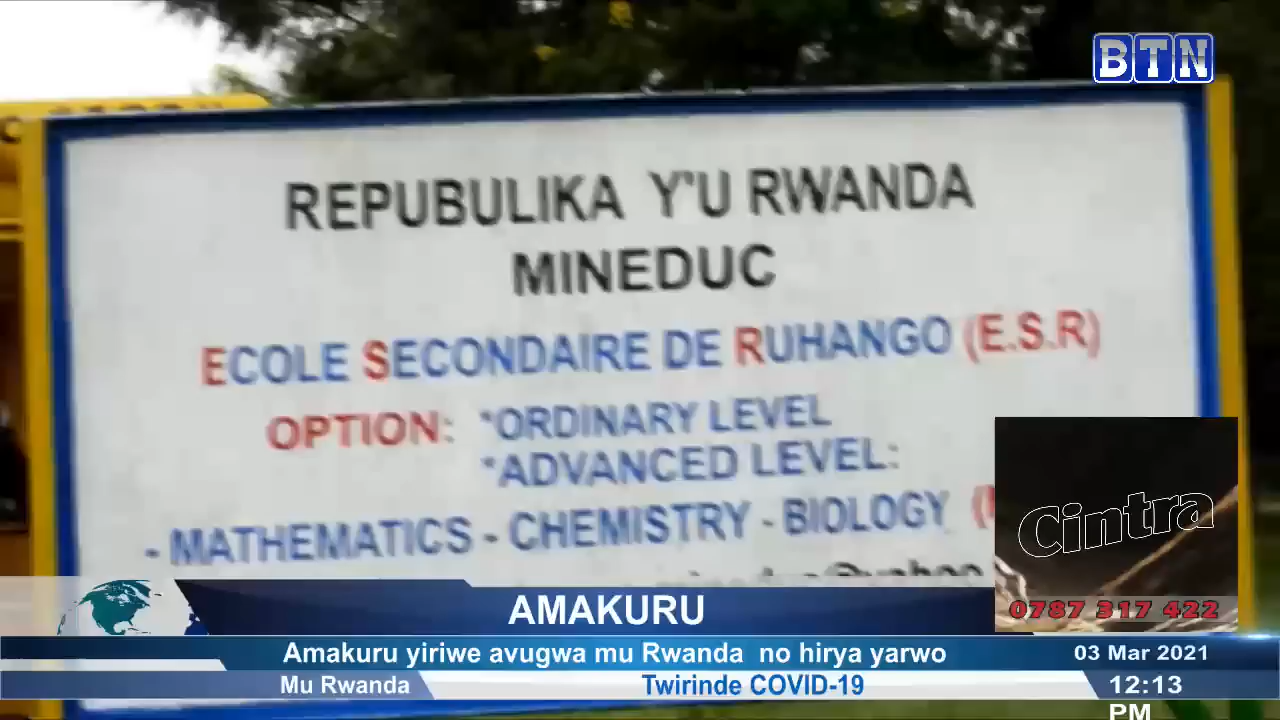 BTN
REPUBULIKA Y'U RWANDA
MINEDUC
ECOLE SECONDAIRE DE RUHANGO (E.S.R)
OPTION: *ORDINARY LEVEL
*ADVANCED LEVEL:
- MATHEMATICS - CHEMISTRY - BIOLOGY
Cintra
0787 317 422
AMAKURU
Amakuru yiriwe avugwa mu Rwanda no hirya yarwo
03 Mar 2021
Mu Rwanda
Twirinde COVID-19
12:13
PM